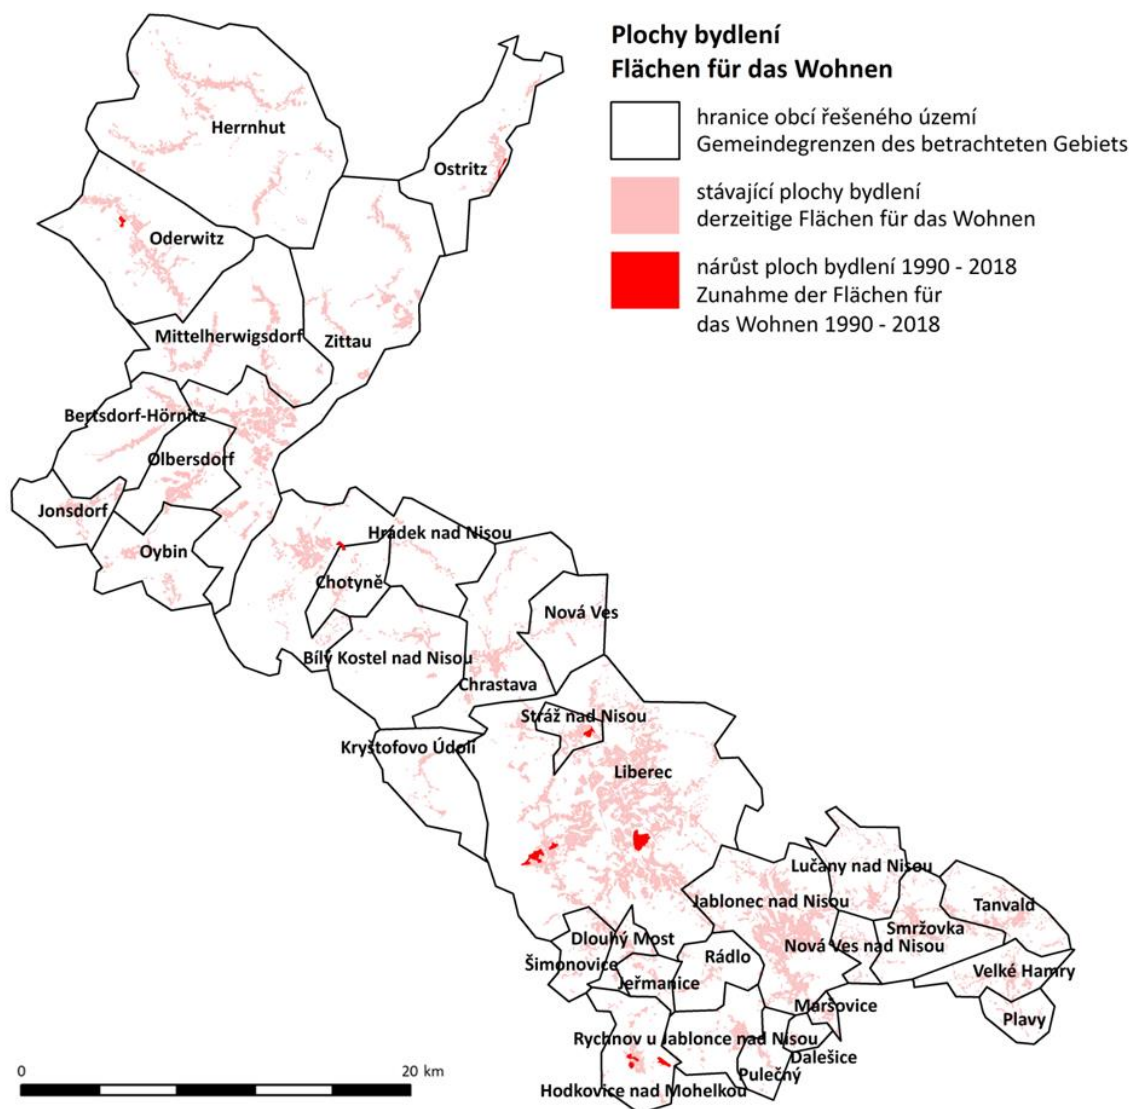 Plochy bydlení
Flächen für das Wohnen
hranice obcí řešeného území
Gemeindegrenzen des betrachteten Gebiets
stávající plochy bydlení
derzeitige Flächen für das Wohnen
nárůst ploch bydlení 1990 - 2018
Zunahme der Flächen für
das Wohnen 1990 - 2018
Herrnhut
Ostritz
Oderwitz
Mittelherwigsdorf
Zittau
Bertsdorf-Hörnitz
Olbersdorf
Jonsdorf
Oybin
Hrádek nad Nisou
Chotyně
Nová Ves
Bílý Kostel nad Nisou
Chrastava
Stráž nad Nisou
Kryštofovo Údolí
Liberec
Lučany nad Nisou
Jablonec nad Nisou
Tanvald
Smržovka
Dlouhý Most
Nová Ves nad Nisou
Rádlo
Šimonovice
Velké Hamry
Jeřmanice
Maršovice
Plavy
Rychnov u Jablonce nad Nisou
Dalešice
Pulečný
Hodkovice nad Mohelkou
0
20 km